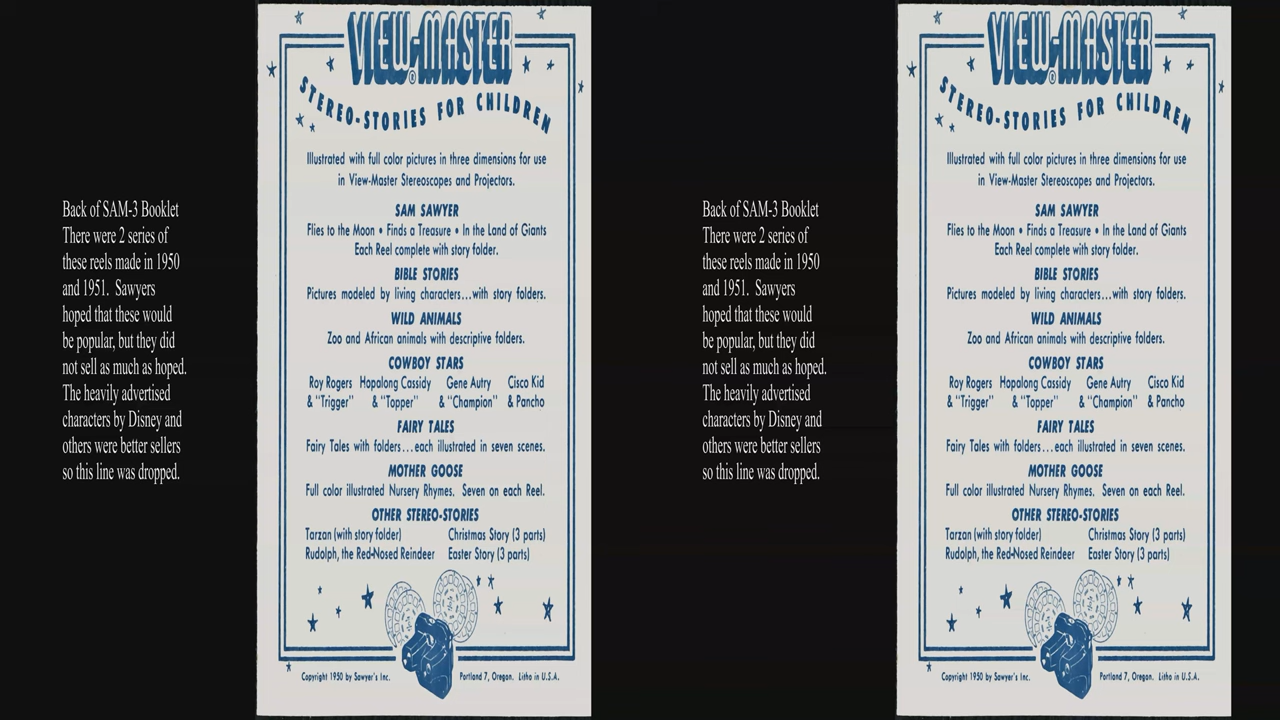 Back of SAM-3 Booklet
There were 2 series of
these reels made in 1950
and 1951. Sawyers
hoped that these would
be popular, but they did
not sell as much as hoped.
The heavily advertised
characters by Disney and
others were better sellers
so this line was dropped.
VIEW-MASTER
®
STEREO-STORIES FOR CHILDREN
Illustrated with full color pictures in three dimensions for use
in View-Master Stereoscopes and Projectors.
SAM SAWYER
Flies to the Moon • Finds a Treasure • In the Land of Giants
Each Reel complete with story folder.
BIBLE STORIES
Pictures modeled by living characters...with story folders.
WILD ANIMALS
Zoo and African animals with descriptive folders.
COWBOY STARS
Roy Rogers Hopalong Cassidy Gene Autry Cisco Kid
& "Trigger" & "Topper" & "Champion" & Pancho
FAIRY TALES
Fairy Tales with folders...each illustrated in seven scenes.
MOTHER GOOSE
Full color illustrated Nursery Rhymes. Seven on each Reel.
OTHER STEREO-STORIES
Tarzan (with story folder) Christmas Story (3 parts)
Rudolph, the Red-Nosed Reindeer Easter Story (3 parts)
Copyright 1950 by Sawyer's Inc. Portland 7, Oregon. Litho in U.S.A.
Back of SAM-3 Booklet
There were 2 series of
these reels made in 1950
and 1951. Sawyers
hoped that these would
be popular, but they did
not sell as much as hoped.
The heavily advertised
characters by Disney and
others were better sellers
so this line was dropped.
VIEW-MASTER
®
STEREO-STORIES FOR CHILDREN
Illustrated with full color pictures in three dimensions for use
in View-Master Stereoscopes and Projectors.
SAM SAWYER
Flies to the Moon • Finds a Treasure • In the Land of Giants
Each Reel complete with story folder.
BIBLE STORIES
Pictures modeled by living characters...with story folders.
WILD ANIMALS
Zoo and African animals with descriptive folders.
COWBOY STARS
Roy Rogers Hopalong Cassidy Gene Autry Cisco Kid
& "Trigger" & "Topper" & "Champion" & Pancho
FAIRY TALES
Fairy Tales with folders...each illustrated in seven scenes.
MOTHER GOOSE
Full color illustrated Nursery Rhymes. Seven on each Reel.
OTHER STEREO-STORIES
Tarzan (with story folder) Christmas Story (3 parts)
Rudolph, the Red-Nosed Reindeer Easter Story (3 parts)
Copyright 1950 by Sawyer's Inc. Portland 7, Oregon. Litho in U.S.A.